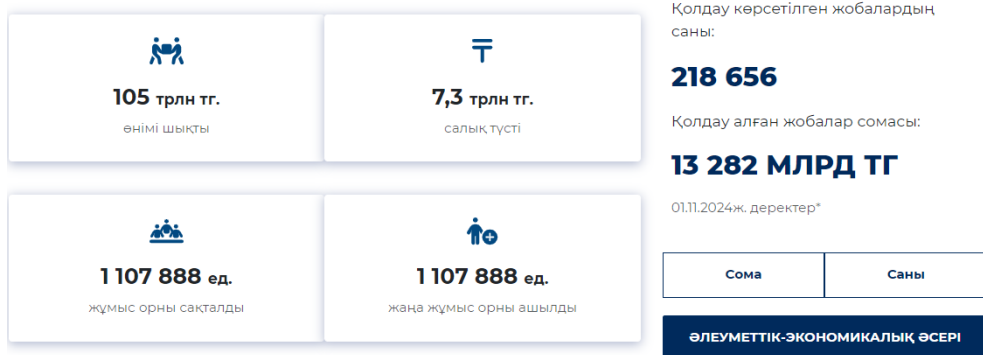 105 трлн тг.
өнімі шықты
7,3 трлн тг.
салық түсті
1 107 888 ед.
жұмыс орны сақталды
1 107 888 ед.
жаңа жұмыс орны ашылды
Қолдау көрсетілген жобалардың
саны:
218 656
Қолдау алған жобалар сомасы:
13 282 МЛРД ТГ
01.11.2024ж. деректер*
Сома
Саны
ӘЛЕУМЕТТІК-ЭКОНОМИКАЛЫҚ ӘСЕРІ